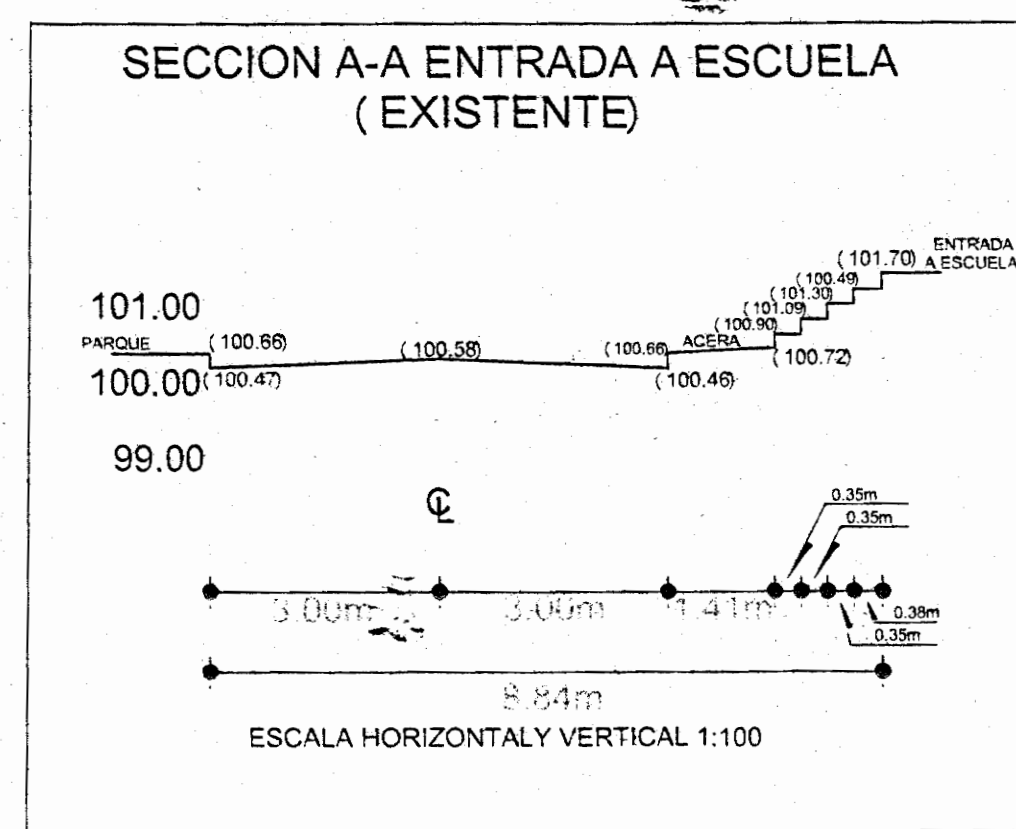 SECCION A-A ENTRADA A ESCUELA
( EXISTENTE)
ENTRADA
A ESCUELA
(101.70)
(100.49)
(101.30)
(101.09)
(100.90)
101.00
PARQUE
(100.66)
(100.58)
(100.66)
ACERA
(100.72)
100.00
(100.47)
(100.46)
99.00
CL
0.35m
0.35m
3.00m
3.00m
1.41m
0.38m
0.35m
8.84m
ESCALA HORIZONTALY VERTICAL 1:100